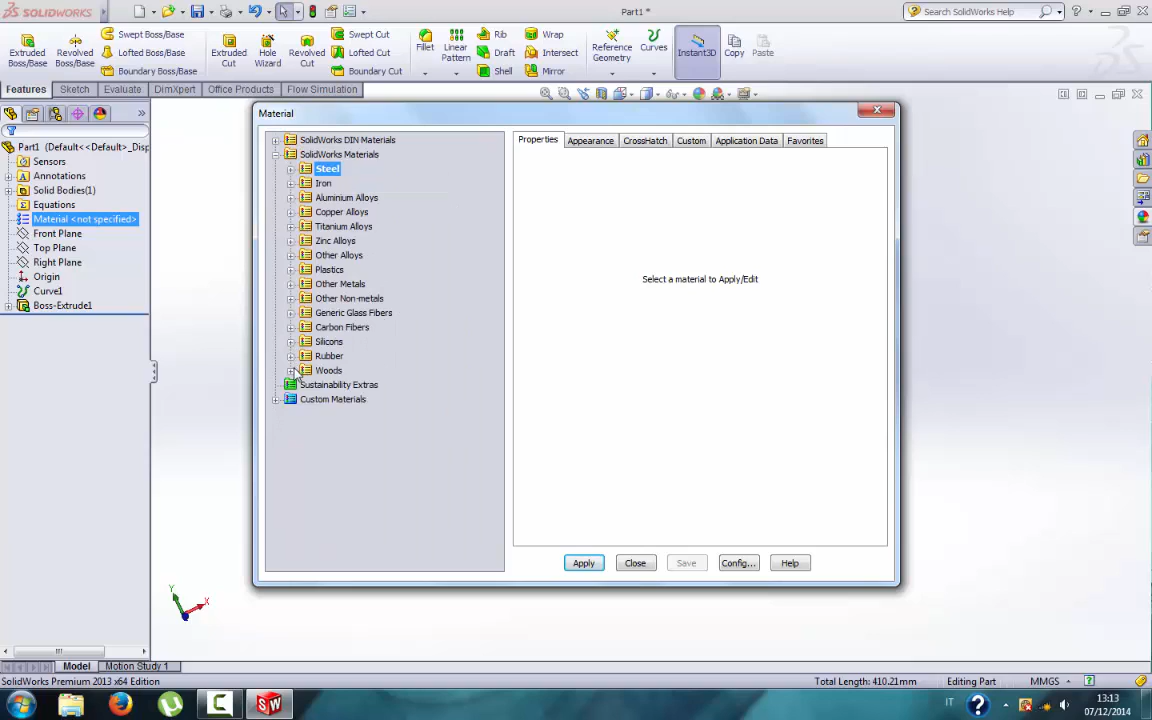 SOLIDWORKS
Part1 *
Search SolidWorks Help
Extruded Boss/Base
Revolved Boss/Base
Swept Boss/Base
Lofted Boss/Base
Boundary Boss/Base
Extruded Cut
Hole Wizard
Revolved Cut
Swept Cut
Lofted Cut
Boundary Cut
Fillet
Linear Pattern
Rib
Draft
Shell
Wrap
Intersect
Mirror
Reference Geometry
Curves
Instant3D
Copy
Paste
Features
Sketch
Evaluate
DimXpert
Office Products
Flow Simulation
Part1 (Default<<Default>_Disp
Sensors
Annotations
Solid Bodies(1)
Equations
Material <not specified>
Front Plane
Top Plane
Right Plane
Origin
Curve1
Boss-Extrude1
Material
SolidWorks DIN Materials
SolidWorks Materials
Steel
Iron
Aluminium Alloys
Copper Alloys
Titanium Alloys
Zinc Alloys
Other Alloys
Plastics
Other Metals
Other Non-metals
Generic Glass Fibers
Carbon Fibers
Silicons
Rubber
Woods
Sustainability Extras
Custom Materials
Properties
Appearance
CrossHatch
Custom
Application Data
Favorites
Select a material to Apply/Edit
Apply
Close
Save
Config...
Help
Y
X
Model
Motion Study 1
SolidWorks Premium 2013 x64 Edition
Total Length: 410.21mm
Editing Part
MMGS
IT
13:13
07/12/2014